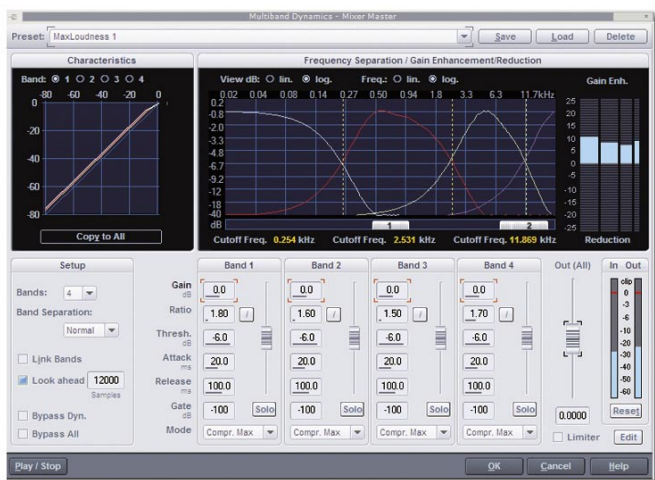 Multiband Dynamics - Mixer Master
Preset: MaxLoudness 1 Save Load Delete
Characteristics
Band: 1 2 3 4
-80 -60 -40 -20 0
0
-20
-40
-60
-80
Copy to All
Frequency Separation / Gain Enhancement/Reduction
View dB: lin. log. Freq.: lin. log.
0.02 0.04 0.08 0.14 0.27 0.50 0.94 1.8 3.3 6.3 11.7kHz
0.2
-0.8
-2.0
-3.3
-4.8
-6.7
-9.2
-12
-18
-40
dB
1 2
Cutoff Freq. 0.254 kHz Cutoff Freq. 2.531 kHz Cutoff Freq. 11.869 kHz
Gain Enh.
25
20
15
10
5
0
-5
-10
-15
-20
-25
Reduction
Setup
Bands: 4
Band Separation:
Normal
Link Bands
Look ahead 12000
Samples
Bypass Dyn.
Bypass All
Band 1 Band 2 Band 3 Band 4
Gain dB 0.0 0.0 0.0 0.0
Ratio 1.80 / 1.60 / 1.50 / 1.70 /
Thresh. dB -6.0 -6.0 -6.0 -6.0
Attack ms 20.0 20.0 20.0 20.0
Release ms 100.0 100.0 100.0 100.0
Gate dB -100 Solo -100 Solo -100 Solo -100 Solo
Mode Compr. Max Compr. Max Compr. Max Compr. Max
Out (All)
0.0000
Limiter
In Out
clip
0
-3
-6
-10
-20
-30
-40
-50
-60
Reset
Edit
Play / Stop OK Cancel Help